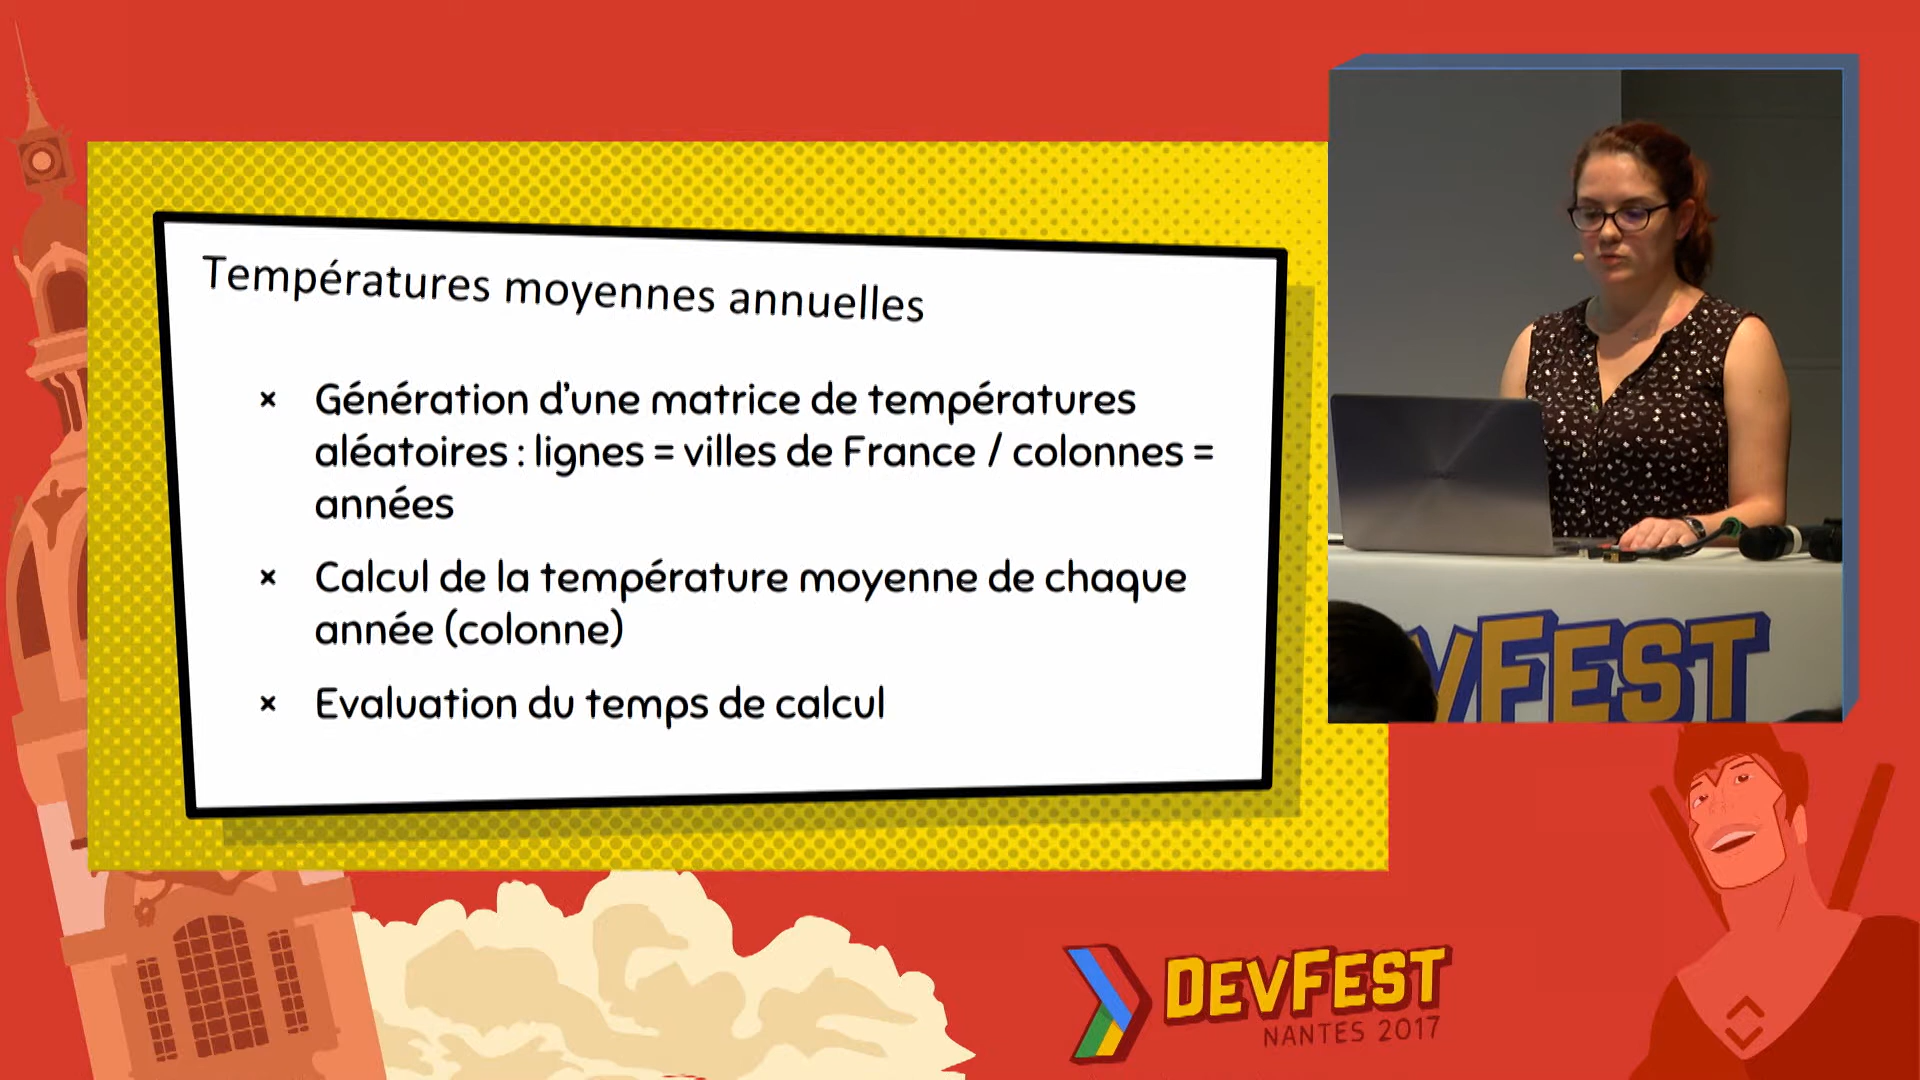 Températures moyennes annuelles
× Génération d'une matrice de températures
aléatoires : lignes = villes de France / colonnes =
années
× Calcul de la température moyenne de chaque
année (colonne)
× Evaluation du temps de calcul
VFEST
DEVFEST
NANTES 2017